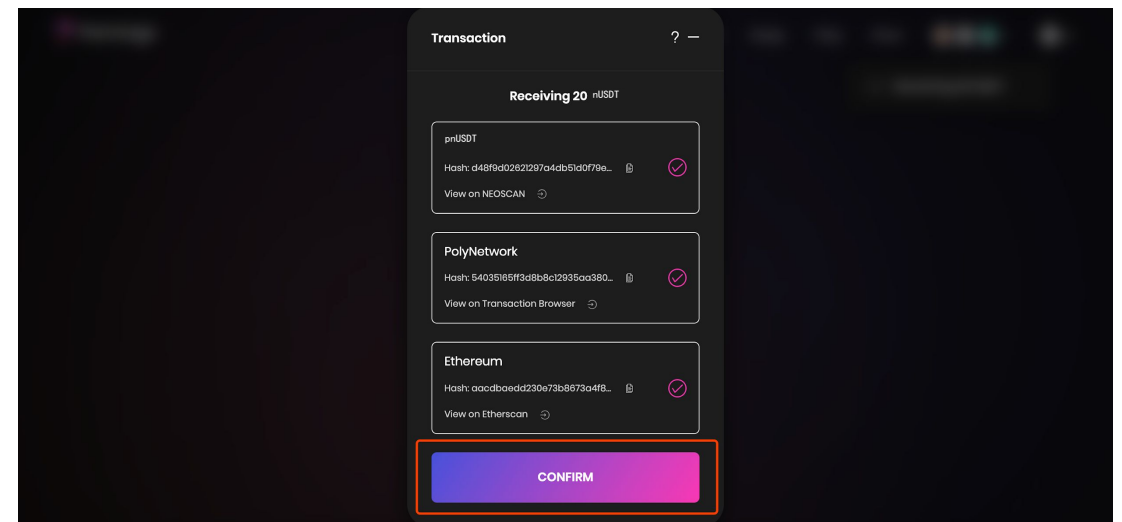 Transaction
? —
Receiving 20 nUSDT
pnUSDT
Hash: d48f9d02621297a4db51d0f79e...
View on NEOSCAN
PolyNetwork
Hash: 54035165ff3d8b8c12935aa380...
View on Transaction Browser
Ethereum
Hash: aacdbaedd230e73b8673a4f8...
View on Etherscan
CONFIRM